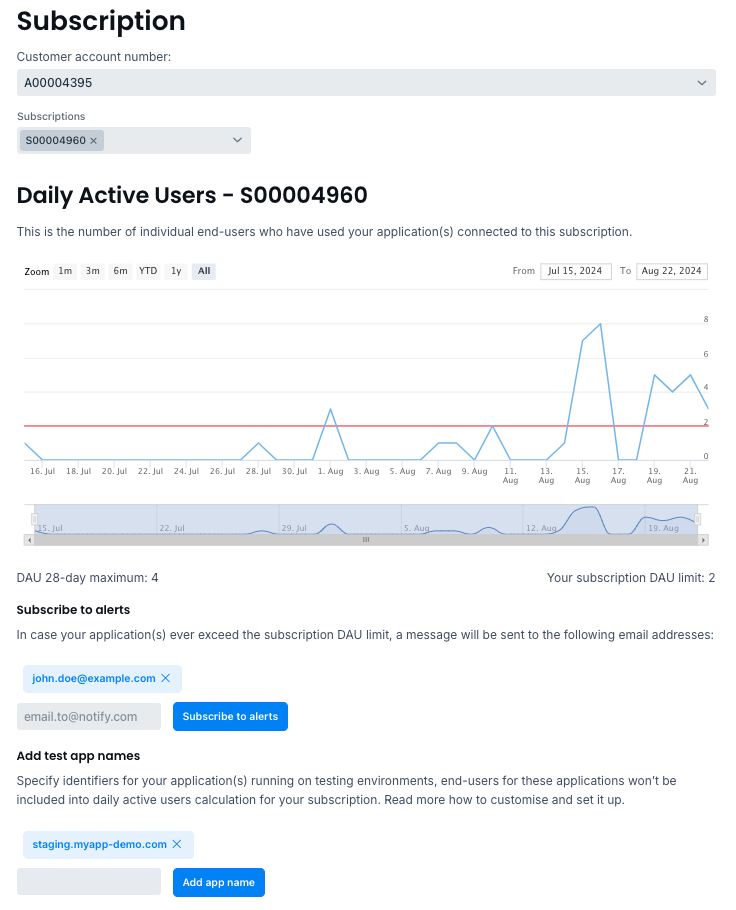 Subscription
Customer account number:
A00004395
Subscriptions
S00004960 ×
Daily Active Users - S00004960
This is the number of individual end-users who have used your application(s) connected to this subscription.
Zoom 1m 3m 6m YTD 1y All From Jul 15, 2024 To Aug 22, 2024
8
6
4
2
0
16. Jul 18. Jul 20. Jul 22. Jul 24. Jul 26. Jul 28. Jul 30. Jul 1. Aug 3. Aug 5. Aug 7. Aug 9. Aug 11. Aug 13. Aug 15. Aug 17. Aug 19. Aug 21. Aug
15. Jul 22. Jul 29. Jul 5. Aug 12. Aug 19. Aug
DAU 28-day maximum: 4 Your subscription DAU limit: 2
Subscribe to alerts
In case your application(s) ever exceed the subscription DAU limit, a message will be sent to the following email addresses:
john.doe@example.com ×
email.to@notify.com Subscribe to alerts
Add test app names
Specify identifiers for your application(s) running on testing environments, end-users for these applications won't be
included into daily active users calculation for your subscription. Read more how to customise and set it up.
staging.myapp-demo.com ×
Add app name